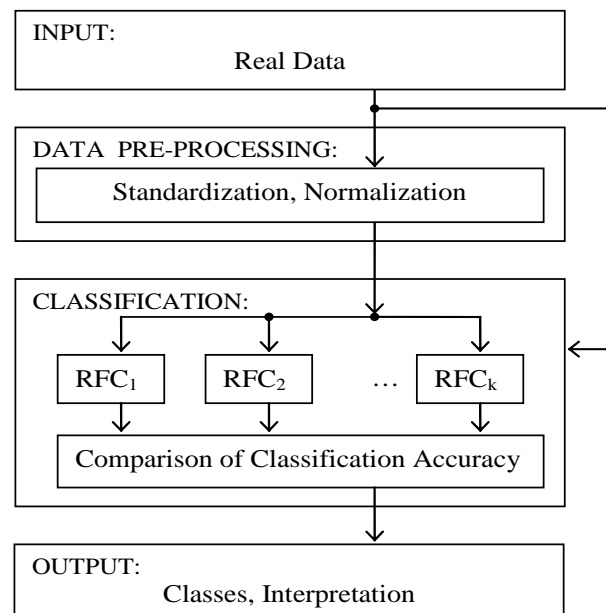 INPUT:
Real Data
DATA PRE-PROCESSING:
Standardization, Normalization
CLASSIFICATION:
RFC₁ RFC₂ … RFCₖ
Comparison of Classification Accuracy
OUTPUT:
Classes, Interpretation